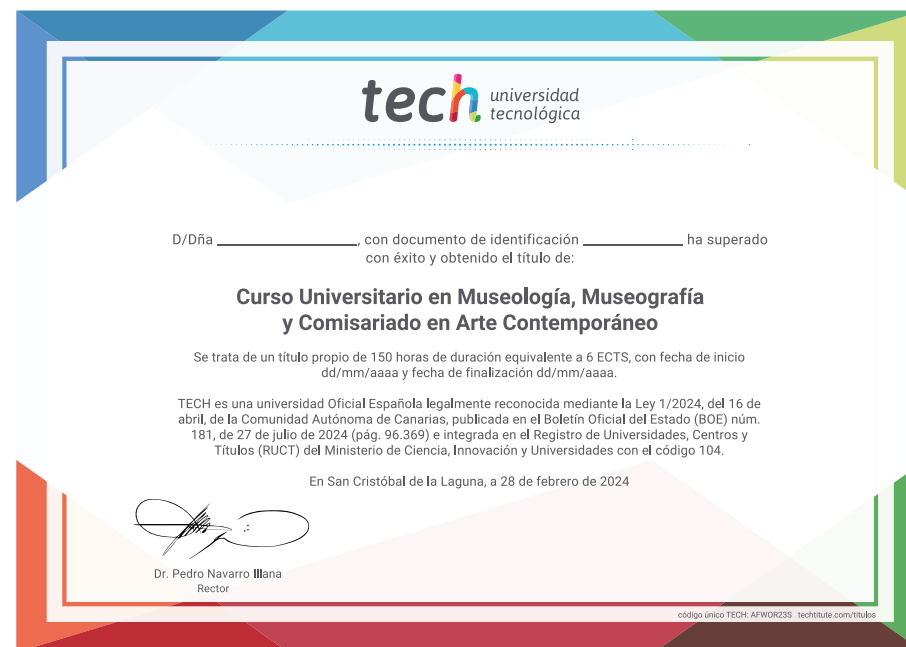 tech universidad
tecnológica
D/Dña ____________________, con documento de identificación ______________ ha superado
con éxito y obtenido el título de:
Curso Universitario en Museología, Museografía
y Comisariado en Arte Contemporáneo
Se trata de un título propio de 150 horas de duración equivalente a 6 ECTS, con fecha de inicio
dd/mm/aaaa y fecha de finalización dd/mm/aaaa.
TECH es una universidad Oficial Española legalmente reconocida mediante la Ley 1/2024, del 16 de
abril, de la Comunidad Autónoma de Canarias, publicada en el Boletín Oficial del Estado (BOE) núm.
181, de 27 de julio de 2024 (pág. 96.369) e integrada en el Registro de Universidades, Centros y
Títulos (RUCT) del Ministerio de Ciencia, Innovación y Universidades con el código 104.
En San Cristóbal de la Laguna, a 28 de febrero de 2024
Dr. Pedro Navarro Illana
Rector
código único TECH: AFWOR23S techtitute.com/titulos